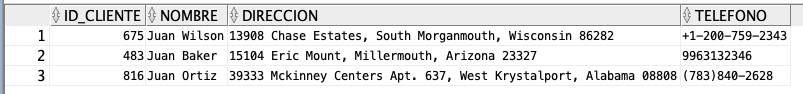 ID_CLIENTE NOMBRE DIRECCION TELEFONO
1 675 Juan Wilson 13908 Chase Estates, South Morganmouth, Wisconsin 86282 +1-200-759-2343
2 483 Juan Baker 15104 Eric Mount, Millermouth, Arizona 23327 9963132346
3 816 Juan Ortiz 39333 Mckinney Centers Apt. 637, West Krystalport, Alabama 08808 (783)840-2628